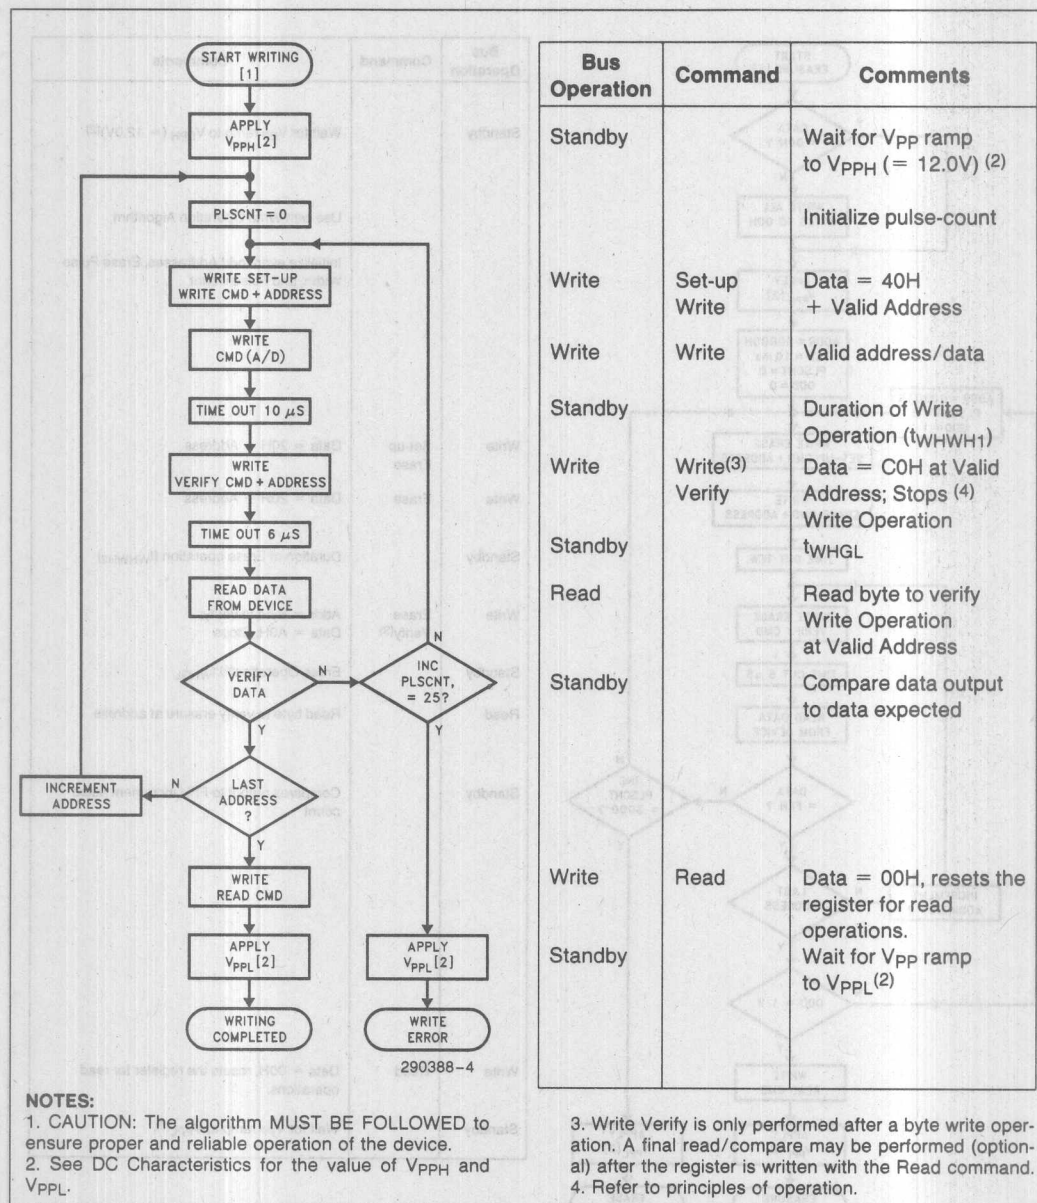 START WRITING
[1]
APPLY
VPPH[2]
PLSCNT = 0
WRITE SET-UP
WRITE CMD + ADDRESS
WRITE
CMD (A/D)
TIME OUT 10 μS
WRITE
VERIFY CMD + ADDRESS
TIME OUT 6 μS
READ DATA
FROM DEVICE
VERIFY
DATA
N
Y
INC
PLSCNT,
= 25?
N
Y
LAST
ADDRESS
?
N
Y
INCREMENT
ADDRESS
WRITE
READ CMD
APPLY
VPPL[2]
WRITING
COMPLETED
APPLY
VPPL[2]
WRITE
ERROR
290388-4
Bus
Operation
Command
Comments
Standby
Wait for VPP ramp
to VPPH (= 12.0V) (2)
Initialize pulse-count
Write
Set-up
Write
Data = 40H
+ Valid Address
Write
Write
Valid address/data
Standby
Duration of Write
Operation (tWHWH1)
Write
Write(3)
Verify
Data = C0H at Valid
Address; Stops (4)
Write Operation
Standby
tWHGL
Read
Read byte to verify
Write Operation
at Valid Address
Standby
Compare data output
to data expected
Write
Read
Data = 00H, resets the
register for read
operations.
Standby
Wait for VPP ramp
to VPPL(2)
NOTES:
1. CAUTION: The algorithm MUST BE FOLLOWED to
ensure proper and reliable operation of the device.
2. See DC Characteristics for the value of VPPH and
VPPL.
3. Write Verify is only performed after a byte write oper-
ation. A final read/compare may be performed (option-
al) after the register is written with the Read command.
4. Refer to principles of operation.